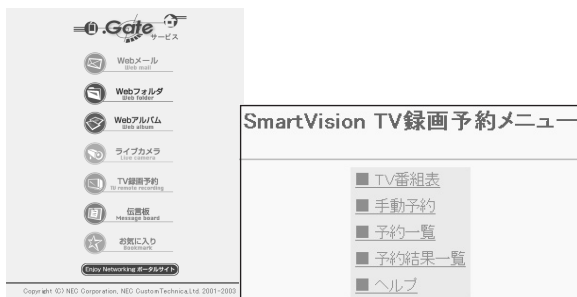 .Gate
サービス
Webメール
Web mail
Webフォルダ
Web folder
Webアルバム
Web album
ライブカメラ
Live camera
TV録画予約
TV remote recording
伝言板
Message board
お気に入り
Bookmark
Enjoy Networking ポータルサイト
Copyright (C) NEC Corporation, NEC CustomTechnica,Ltd. 2001-2003
SmartVision TV録画予約メニュー
■ TV番組表
■ 手動予約
■ 予約一覧
■ 予約結果一覧
■ ヘルプ